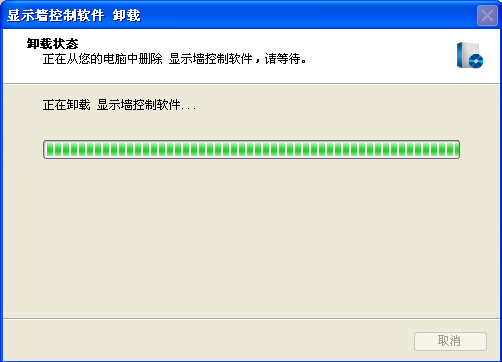 显示墙控制软件 卸载
卸载状态
正在从您的电脑中删除 显示墙控制软件，请等待。
正在卸载 显示墙控制软件...
取消